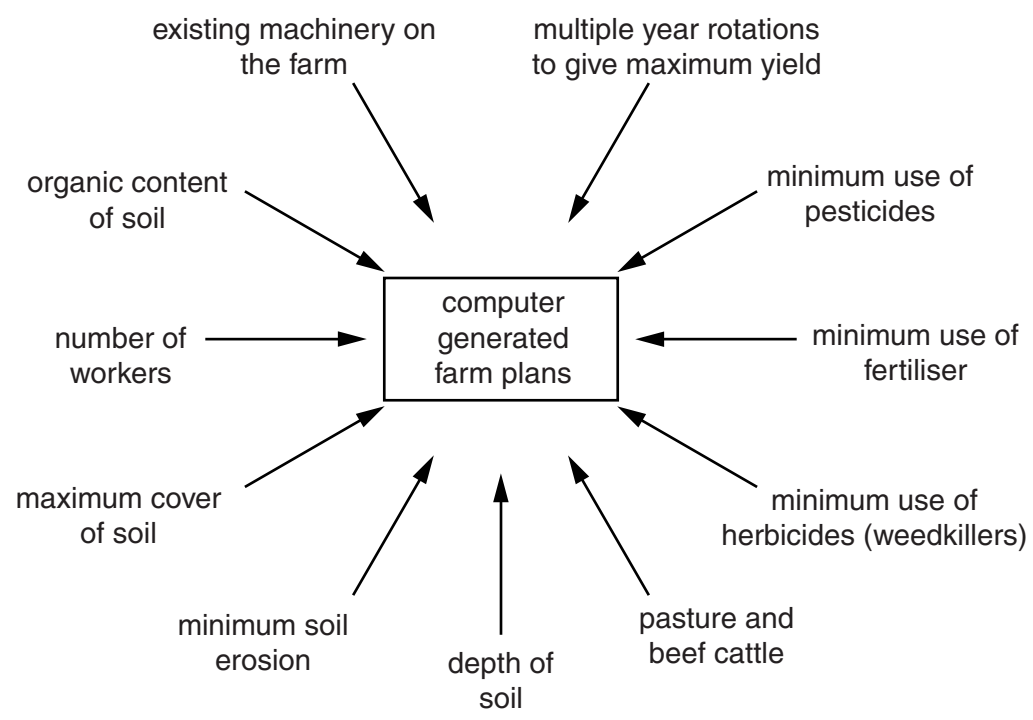 existing machinery on
the farm
multiple year rotations
to give maximum yield
organic content
of soil
minimum use of
pesticides
computer
generated
farm plans
number of
workers
minimum use of
fertiliser
maximum cover
of soil
minimum use of
herbicides (weedkillers)
minimum soil
erosion
depth of
soil
pasture and
beef cattle